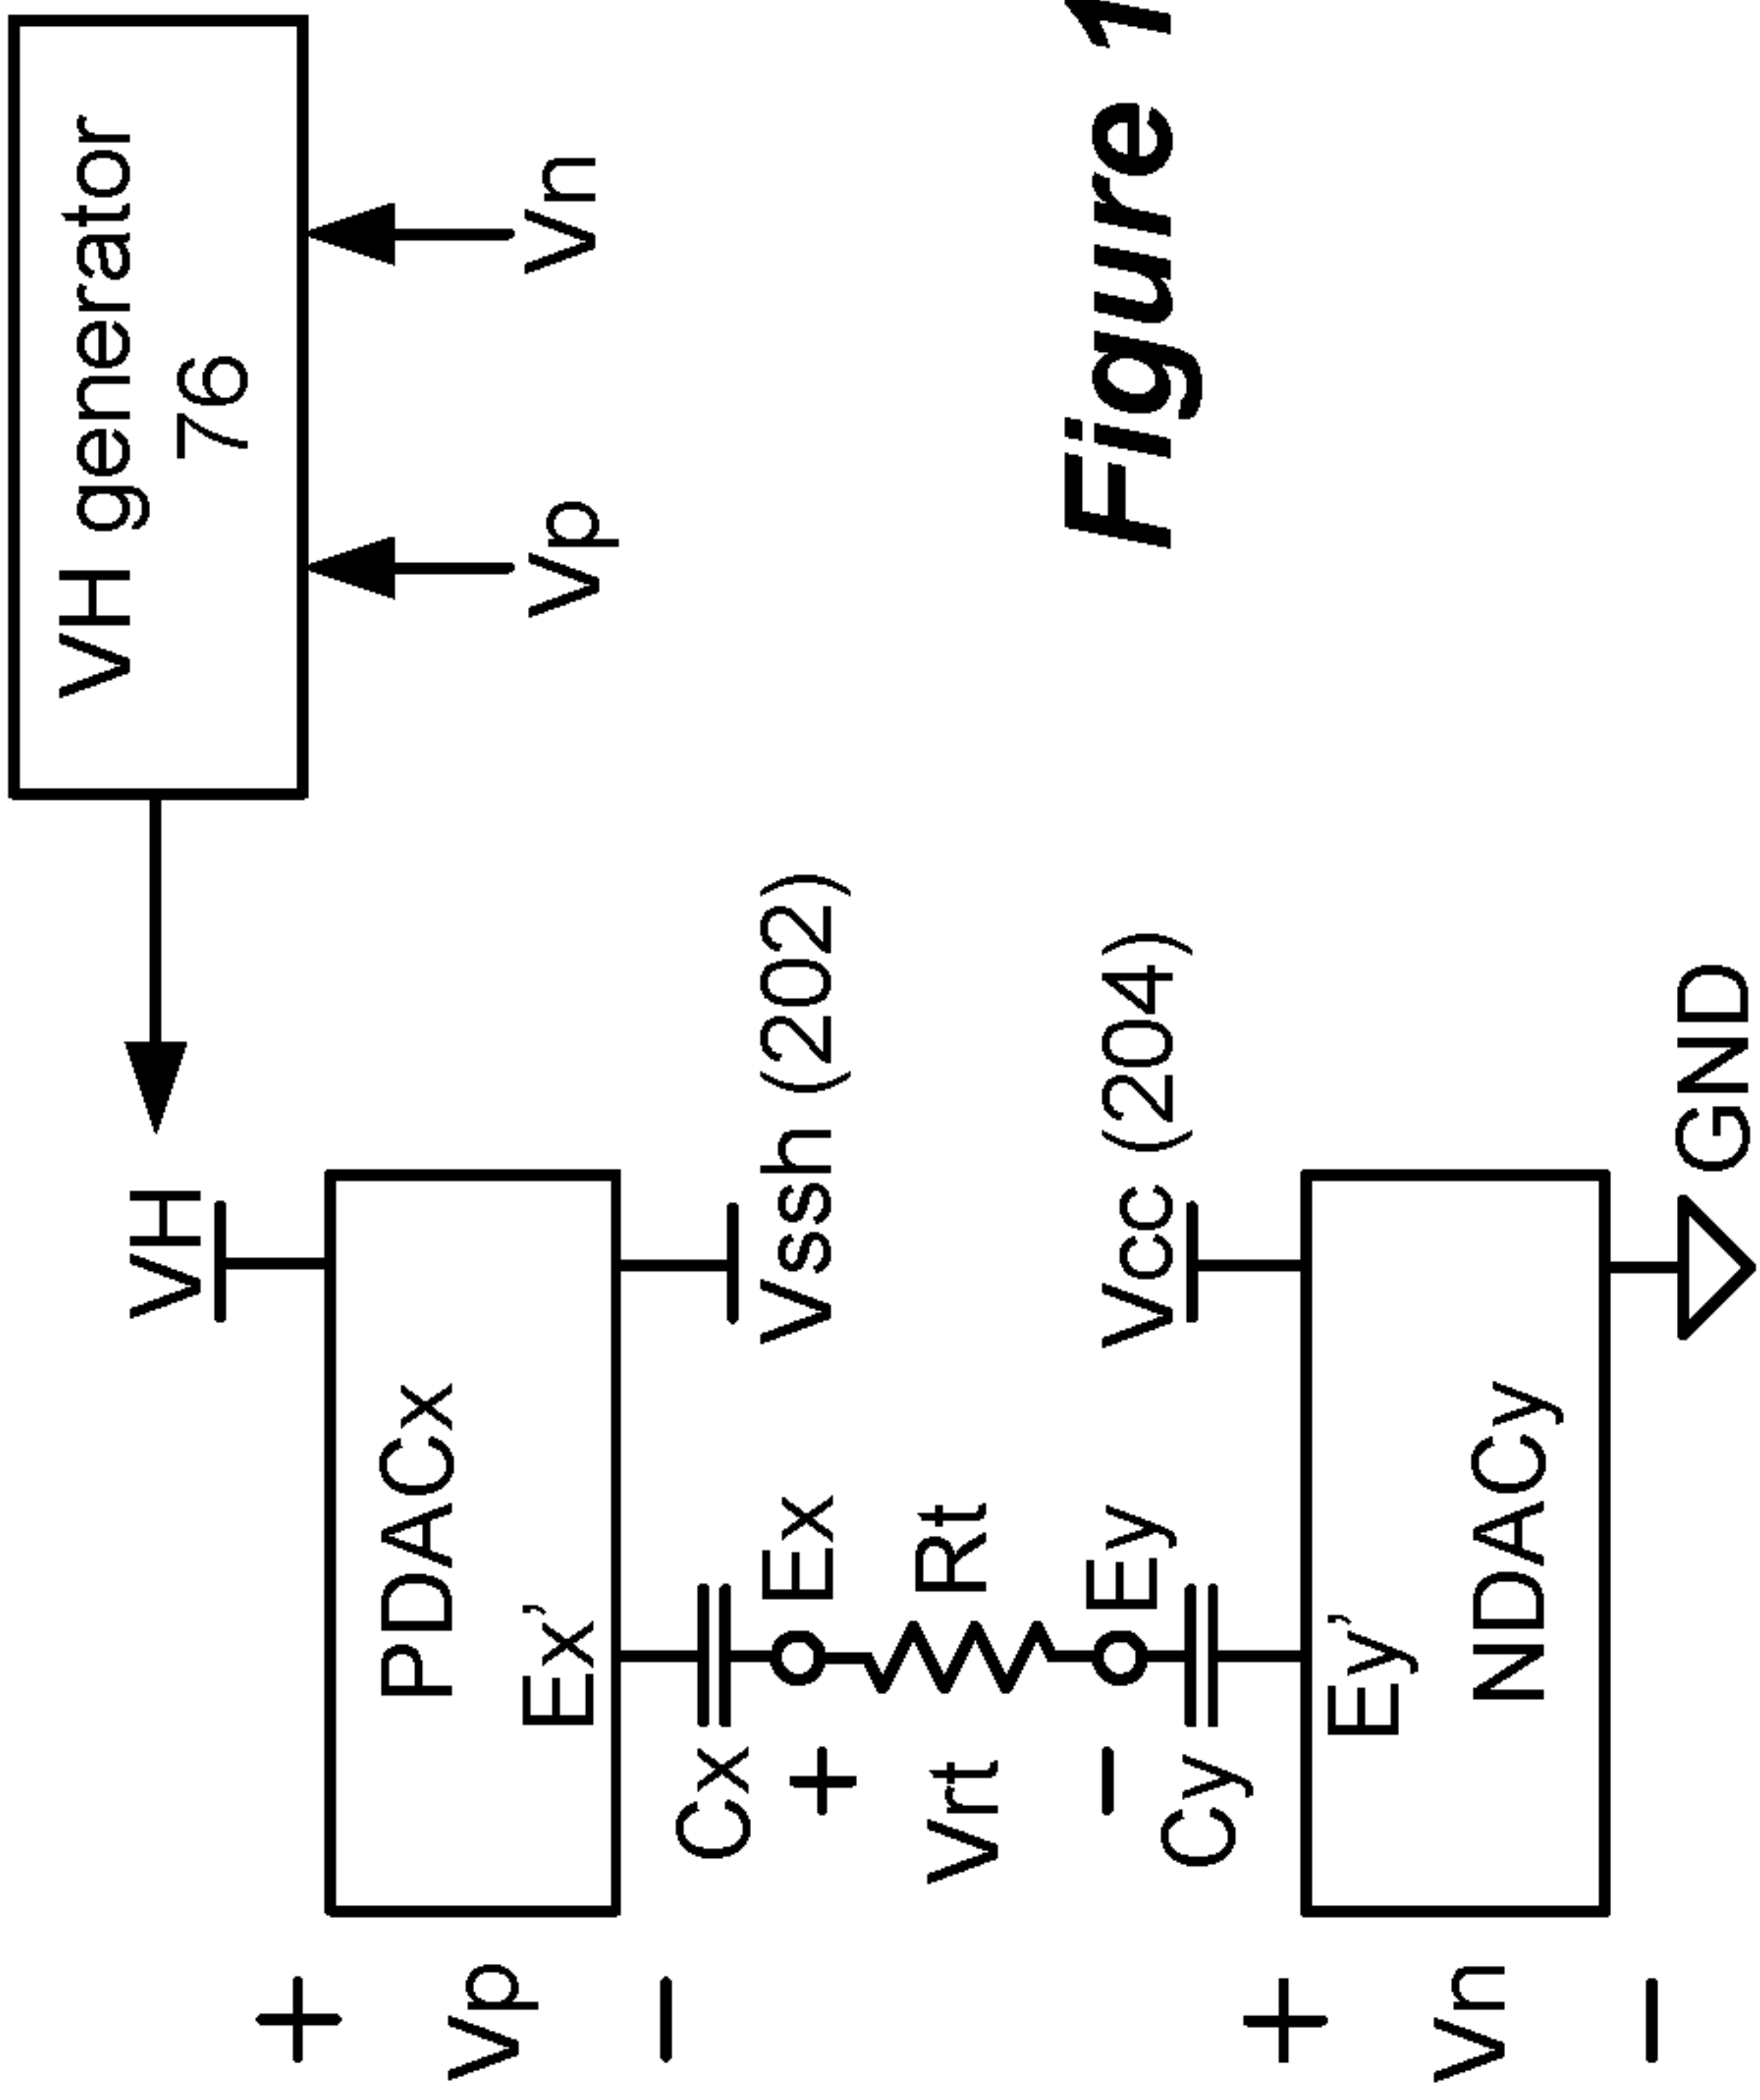 VH generator
76
Vp
Vn
VH
+
Vp
−
PDACx
Ex’
Vssh (202)
Cx
Ex
+
Vrt
−
Rt
Ey
Cy
Vcc (204)
+
Vn
−
Ey’
NDACy
GND
Figure 1